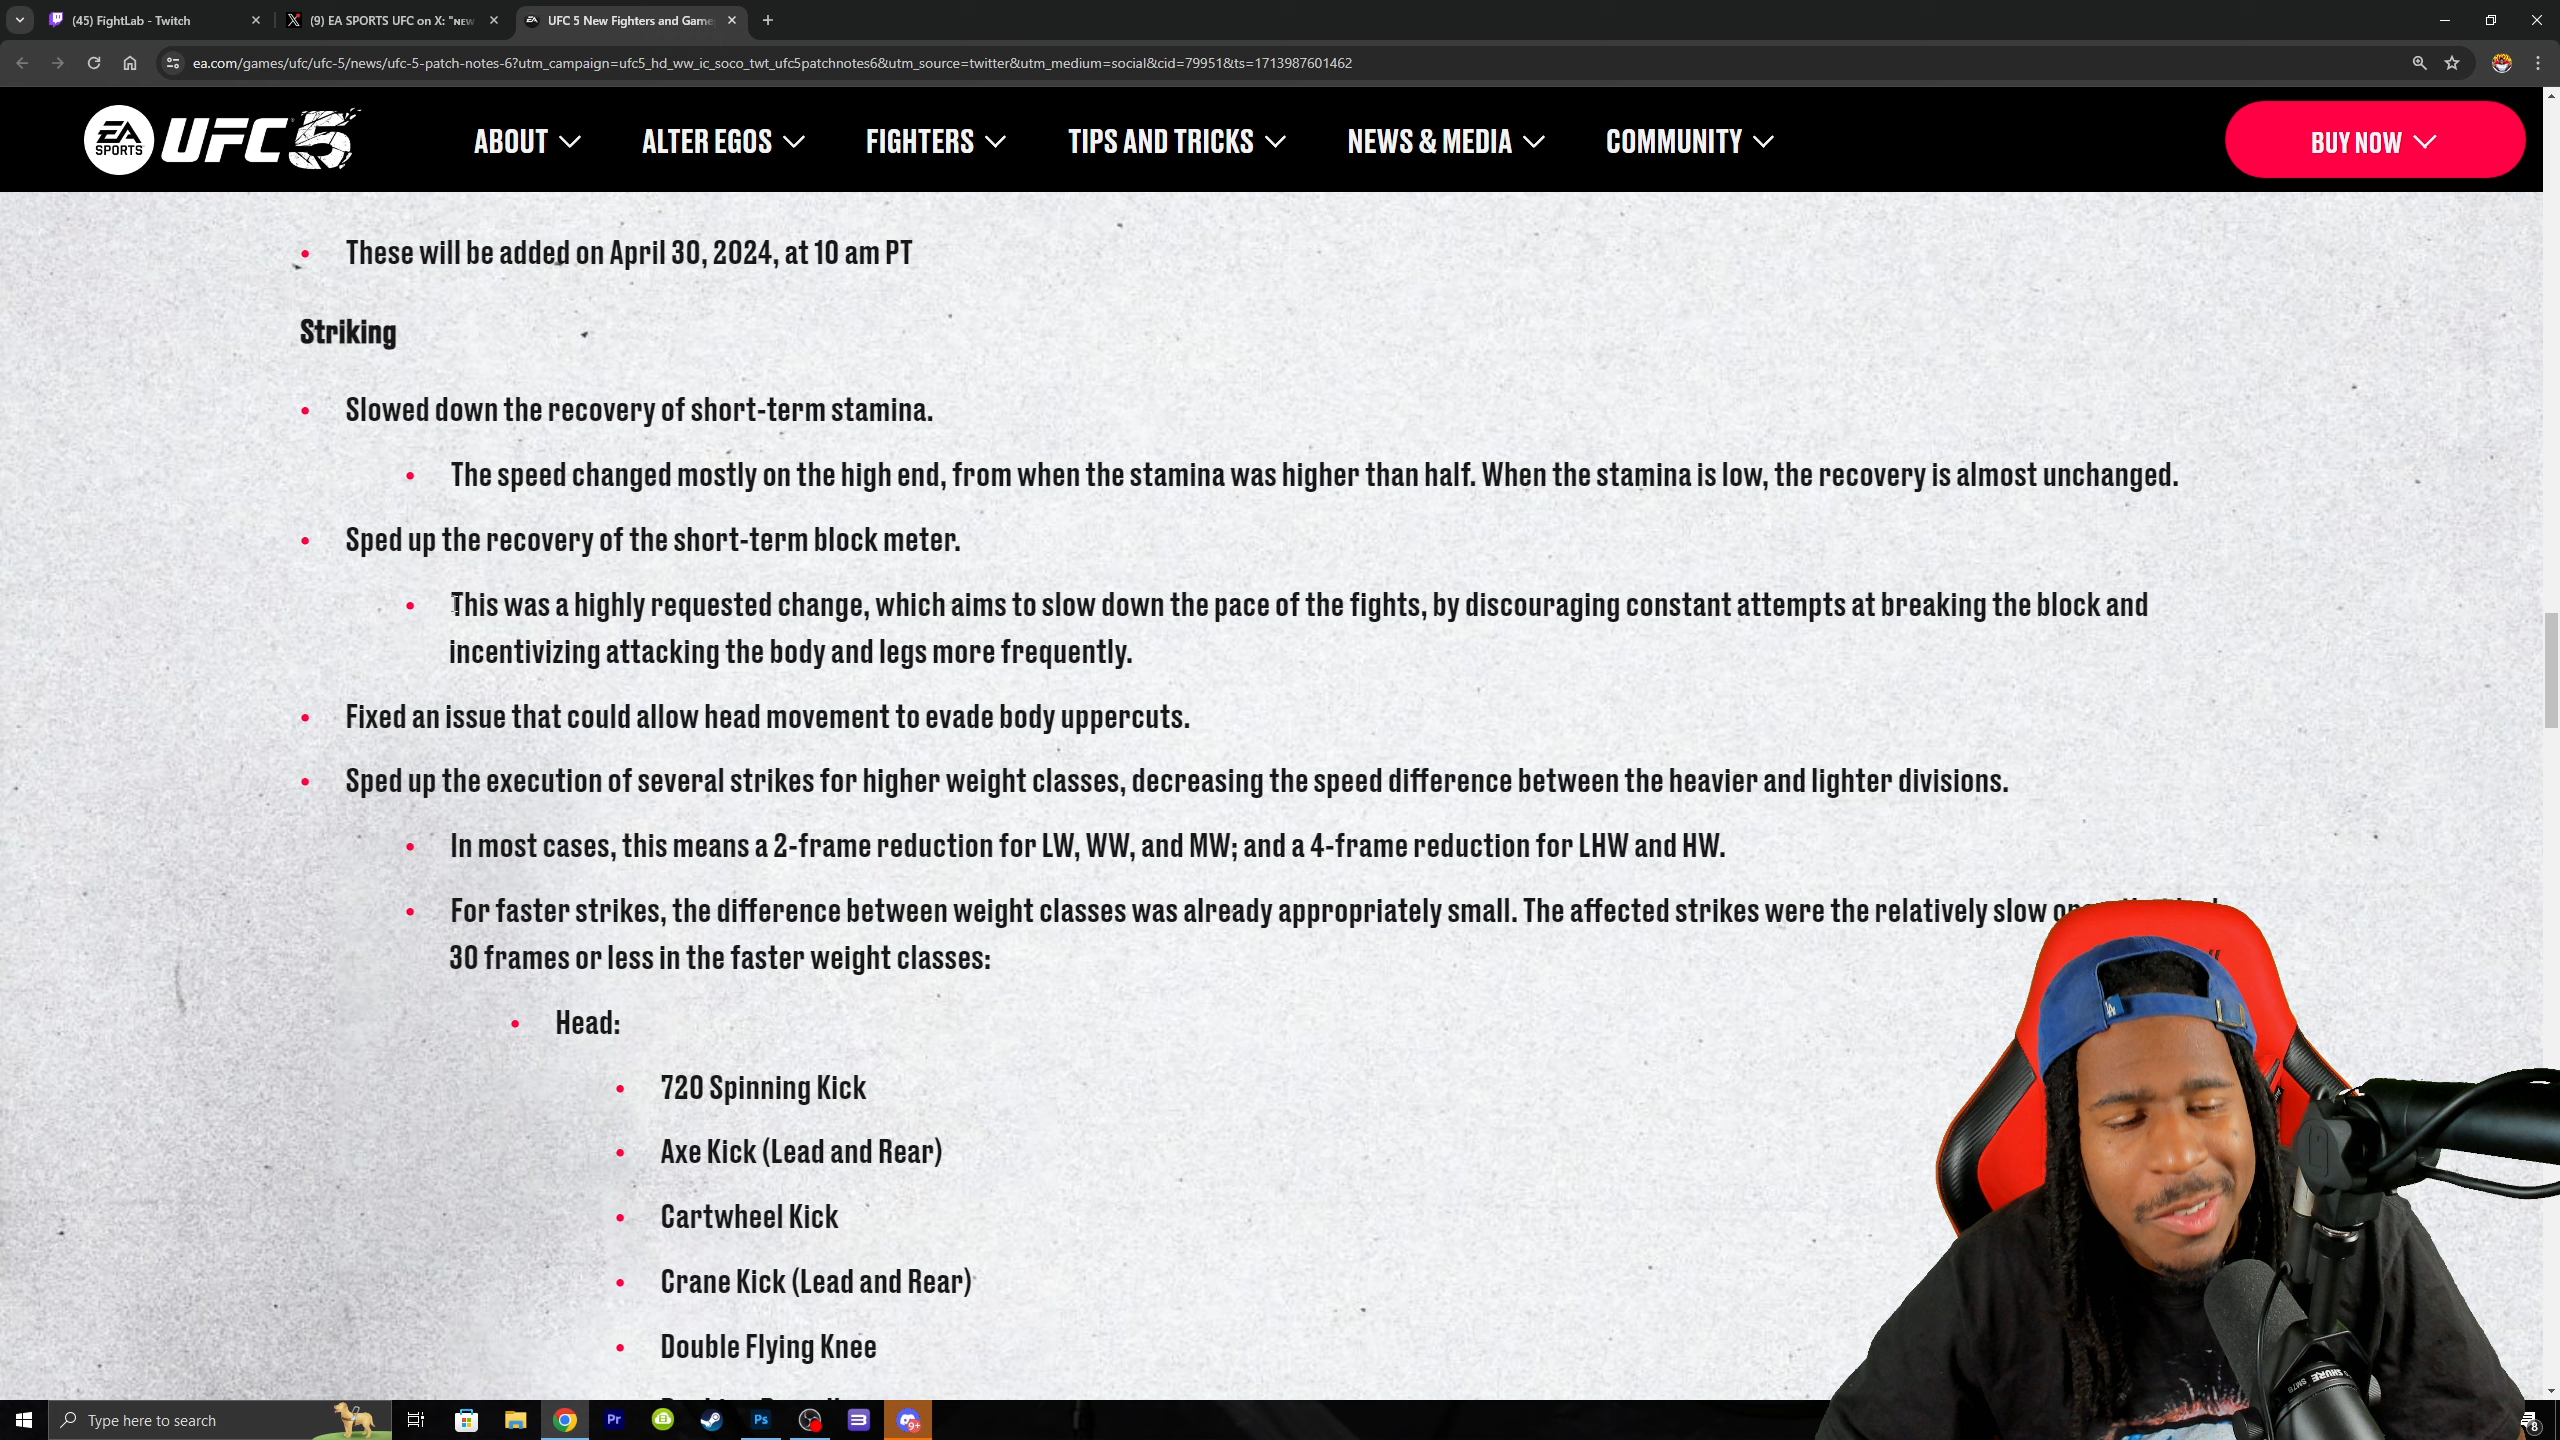 (45) FightLab - Twitch
(9) EA SPORTS UFC on X: "NEW
UFC 5 New Fighters and Game
ea.com/games/ufc/ufc-5/news/ufc-5-patch-notes-6?utm_campaign=ufc5_hd_ww_ic_soco_twt_ufc5patchnotes6&utm_source=twitter&utm_medium=social&cid=79951&ts=1713987601462
EA SPORTS UFC 5
ABOUT
ALTER EGOS
FIGHTERS
TIPS AND TRICKS
NEWS & MEDIA
COMMUNITY
BUY NOW
These will be added on April 30, 2024, at 10 am PT
Striking
Slowed down the recovery of short-term stamina.
The speed changed mostly on the high end, from when the stamina was higher than half. When the stamina is low, the recovery is almost unchanged.
Sped up the recovery of the short-term block meter.
This was a highly requested change, which aims to slow down the pace of the fights, by discouraging constant attempts at breaking the block and
incentivizing attacking the body and legs more frequently.
Fixed an issue that could allow head movement to evade body uppercuts.
Sped up the execution of several strikes for higher weight classes, decreasing the speed difference between the heavier and lighter divisions.
In most cases, this means a 2-frame reduction for LW, WW, and MW; and a 4-frame reduction for LHW and HW.
For faster strikes, the difference between weight classes was already appropriately small. The affected strikes were the relatively slow
30 frames or less in the faster weight classes:
Head:
720 Spinning Kick
Axe Kick (Lead and Rear)
Cartwheel Kick
Crane Kick (Lead and Rear)
Double Flying Knee
LA
SHURE SM7B
Type here to search
Pr
Ps
9+
8